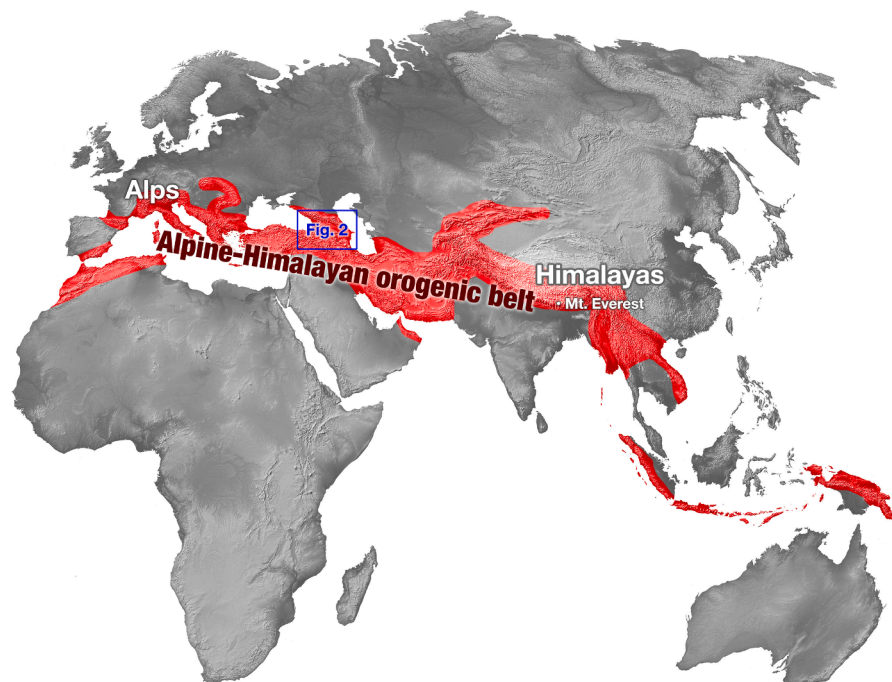 Alps
Fig. 2
Alpine-Himalayan orogenic belt
Himalayas
Mt. Everest